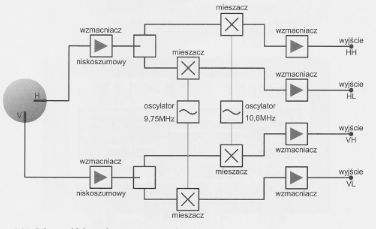 mieszacz
wzmacniacz
wzmacniacz
wyjście
HH
niskoszumowy
mieszacz
wzmacniacz
wyjście
HL
H
V
oscylator
9,75MHz
oscylator
10,6MHz
wzmacniacz
wyjście
VH
wzmacniacz
niskoszumowy
mieszacz
wzmacniacz
wyjście
VL
mieszacz
wzmacniacz